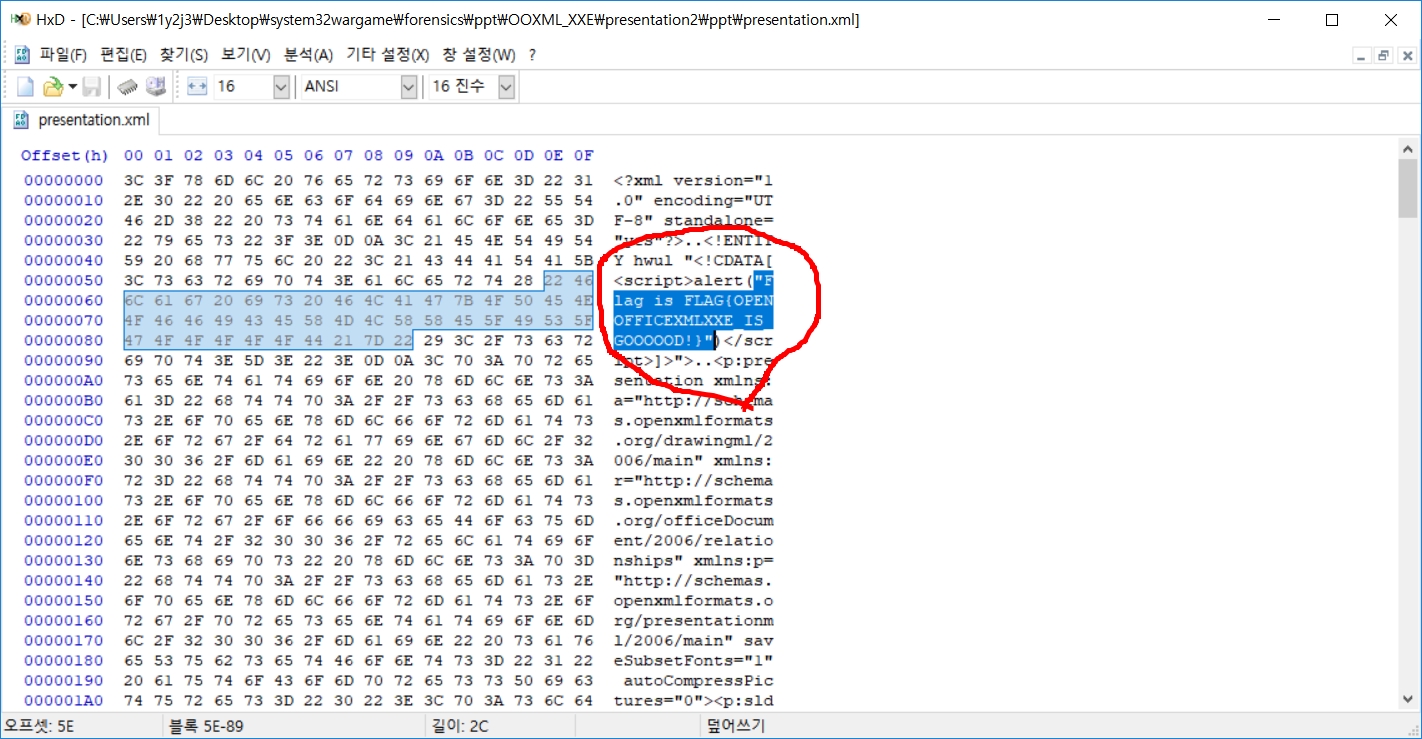 HxD - [C:₩Users₩1y2j3₩Desktop₩system32wargame₩forensics₩ppt₩OOXML_XXE₩presentation2₩ppt₩presentation.xml]
파일(F) 편집(E) 찾기(S) 보기(V) 분석(A) 기타 설정(X) 창 설정(W) ?
16 ANSI 16 진수
presentation.xml
Offset(h) 00 01 02 03 04 05 06 07 08 09 0A 0B 0C 0D 0E 0F
00000000 3C 3F 78 6D 6C 20 76 65 72 73 69 6F 6E 3D 22 31 <?xml version="1
00000010 2E 30 22 20 65 6E 63 6F 64 69 6E 67 3D 22 55 54 .0" encoding="UT
00000020 46 2D 38 22 20 73 74 61 6E 64 61 6C 6F 6E 65 3D F-8" standalone=
00000030 22 79 65 73 22 3F 3E 0D 0A 3C 21 45 4E 54 49 54 "yes"?>..<!ENTIT
00000040 59 20 68 77 75 6C 20 22 3C 21 43 44 41 54 41 5B Y hwul "<!CDATA[
00000050 3C 73 63 72 69 70 74 3E 61 6C 65 72 74 28 22 46 <script>alert("F
00000060 6C 61 67 20 69 73 20 46 4C 41 47 7B 4F 50 45 4E lag is FLAG{OPEN
00000070 4F 46 46 49 43 45 58 4D 4C 58 58 45 5F 49 53 5F OFFICEXMLXXE_IS_
00000080 47 4F 4F 4F 4F 4F 44 21 7D 22 29 3C 2F 73 63 72 GOOOOOD!}")</scr
00000090 69 70 74 3E 5D 3E 22 3E 0D 0A 3C 70 3A 70 72 65 ipt>]>">..<p:pre
000000A0 73 65 6E 74 61 74 69 6F 6E 20 78 6D 6C 6E 73 3A sentation xmlns:
000000B0 61 3D 22 68 74 74 70 3A 2F 2F 73 63 68 65 6D 61 a="http://schema
000000C0 73 2E 6F 70 65 6E 78 6D 6C 66 6F 72 6D 61 74 73 s.openxmlformats
000000D0 2E 6F 72 67 2F 64 72 61 77 69 6E 67 6D 6C 2F 32 .org/drawingml/2
000000E0 30 30 36 2F 6D 61 69 6E 22 20 78 6D 6C 6E 73 3A 006/main" xmlns:
000000F0 72 3D 22 68 74 74 70 3A 2F 2F 73 63 68 65 6D 61 r="http://schema
00000100 73 2E 6F 70 65 6E 78 6D 6C 66 6F 72 6D 61 74 73 s.openxmlformats
00000110 2E 6F 72 67 2F 6F 66 66 69 63 65 44 6F 63 75 6D .org/officeDocum
00000120 65 6E 74 2F 32 30 30 36 2F 72 65 6C 61 74 69 6F ent/2006/relatio
00000130 6E 73 68 69 70 73 22 20 78 6D 6C 6E 73 3A 70 3D nships" xmlns:p=
00000140 22 68 74 74 70 3A 2F 2F 73 63 68 65 6D 61 73 2E "http://schemas.
00000150 6F 70 65 6E 78 6D 6C 66 6F 72 6D 61 74 73 2E 6F openxmlformats.o
00000160 72 67 2F 70 72 65 73 65 6E 74 61 74 69 6F 6E 6D rg/presentationm
00000170 6C 2F 32 30 30 36 2F 6D 61 69 6E 22 20 73 61 76 l/2006/main" sav
00000180 65 53 75 62 73 65 74 46 6F 6E 74 73 3D 22 31 22 eSubsetFonts="1"
00000190 20 61 75 74 6F 43 6F 6D 70 72 65 73 73 50 69 63 autoCompressPic
000001A0 74 75 72 65 73 3D 22 30 22 3E 3C 70 3A 73 6C 64 tures="0"><p:sld
오프셋: 5E 블록 5E-89 길이: 2C 덮어쓰기